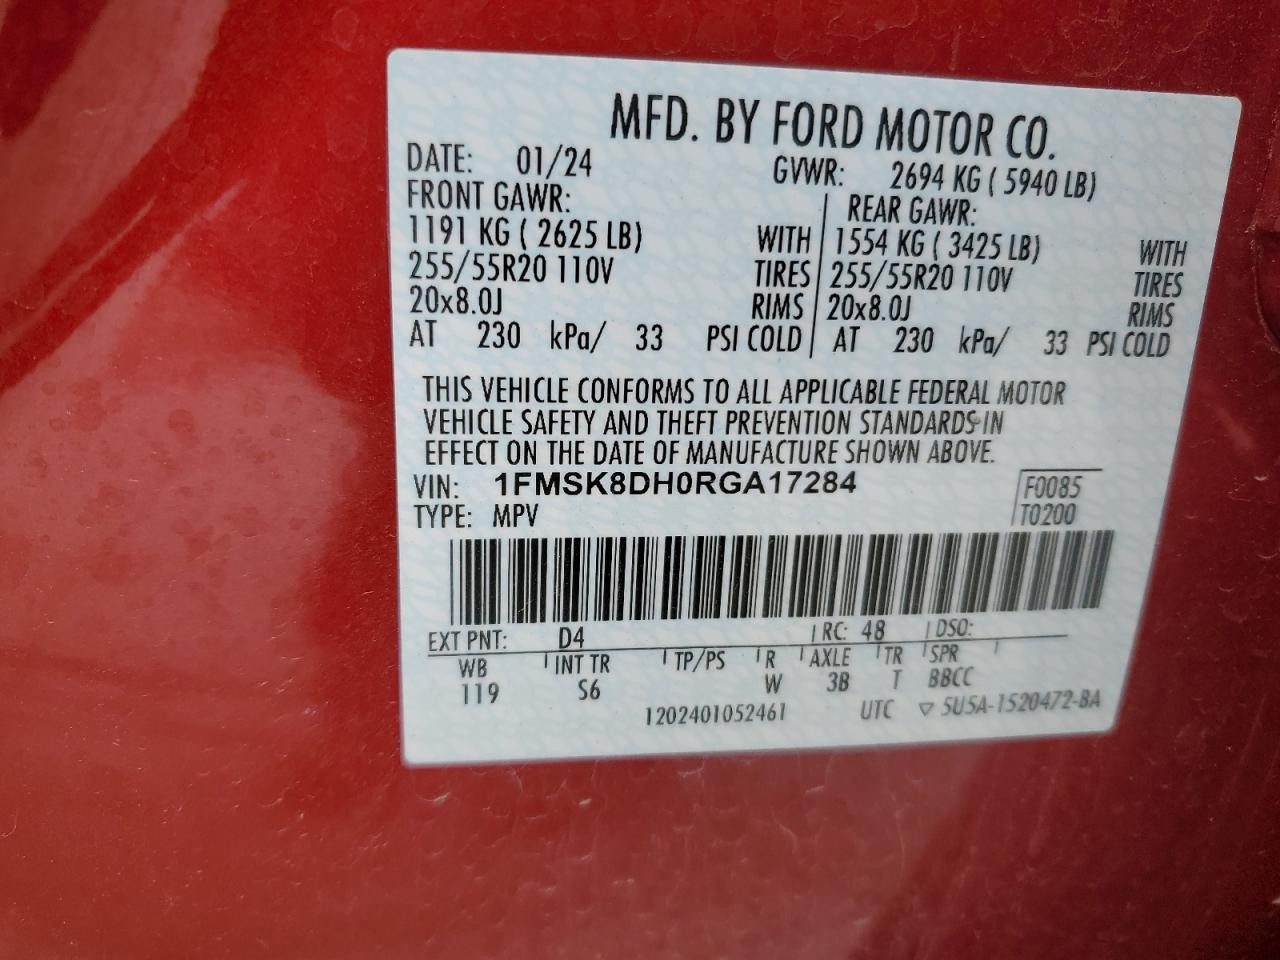 MFD. BY FORD MOTOR CO.
DATE: 01/24 GVWR: 2694 KG ( 5940 LB)
FRONT GAWR: REAR GAWR:
1191 KG ( 2625 LB) WITH 1554 KG ( 3425 LB) WITH
255/55R20 110V TIRES 255/55R20 110V TIRES
20x8.0J RIMS 20x8.0J RIMS
AT 230 kPa/ 33 PSI COLD AT 230 kPa/ 33 PSI COLD
THIS VEHICLE CONFORMS TO ALL APPLICABLE FEDERAL MOTOR
VEHICLE SAFETY AND THEFT PREVENTION STANDARDS IN
EFFECT ON THE DATE OF MANUFACTURE SHOWN ABOVE.
VIN: 1FMSK8DH0RGA17284 F0085
TYPE: MPV T0200
EXT PNT: D4 RC: 48 DSO:
WB INT TR TP/PS R AXLE TR SPR
119 S6 W 3B T BBCC
1202401052461 UTC ▽ 5U5A-1520472-BA